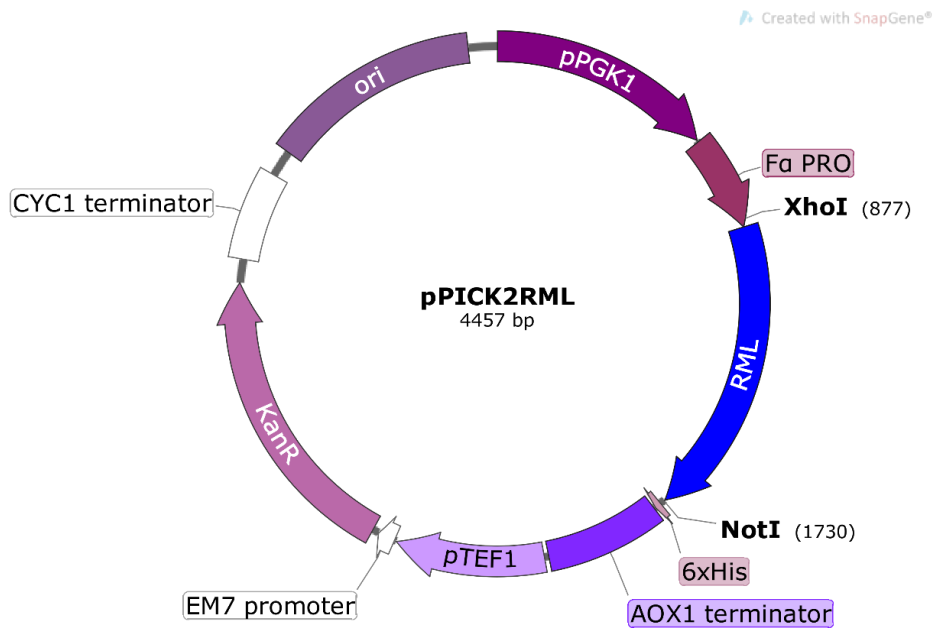 Created with SnapGene®
pPGK1
ori
Fα PRO
CYC1 terminator
XhoI (877)
pPICK2RML
4457 bp
RML
KanR
NotI (1730)
pTEF1
6xHis
EM7 promoter
AOX1 terminator